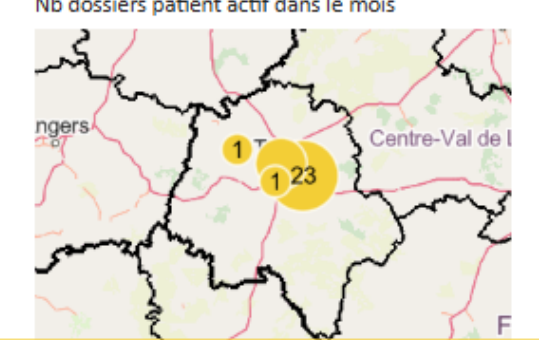 Nb dossiers patient actif dans le mois
ngers
1
T
Centre-Val de L
1
23
F